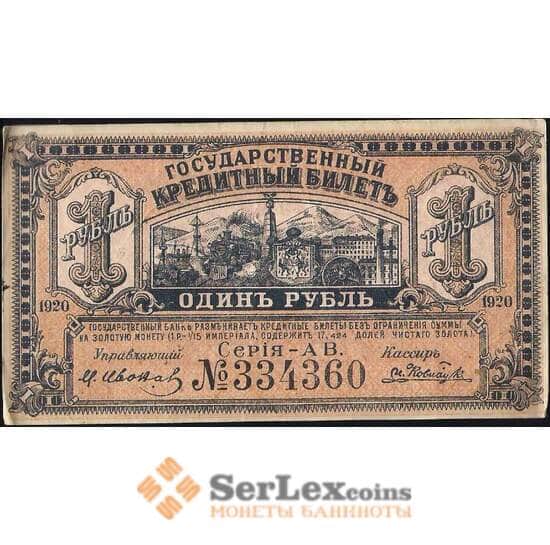 ГОСУДАРСТВЕННЫЙ
КРЕДИТНЫЙ БИЛЕТЪ
1 РУБЛЬ
1 РУБЛЬ
1920
ОДИНЪ РУБЛЬ
1920
ГОСУДАРСТВЕННЫЙ БАНКЪ РАЗМѢНИВАЕТЪ КРЕДИТНЫЕ БИЛЕТЫ БЕЗЪ ОГРАНИЧЕНІЯ СУММЫ
НА ЗОЛОТУЮ МОНЕТУ (1 Р. = 1/15 ИМПЕРІАЛА, СОДЕРЖИТЪ 17,424 ДОЛЕЙ ЧИСТАГО ЗОЛОТА).
Управляющій
Серія-АВ.
Кассиръ
№334360
SerLexcoins
МОНЕТЫ БАНКНОТЫ